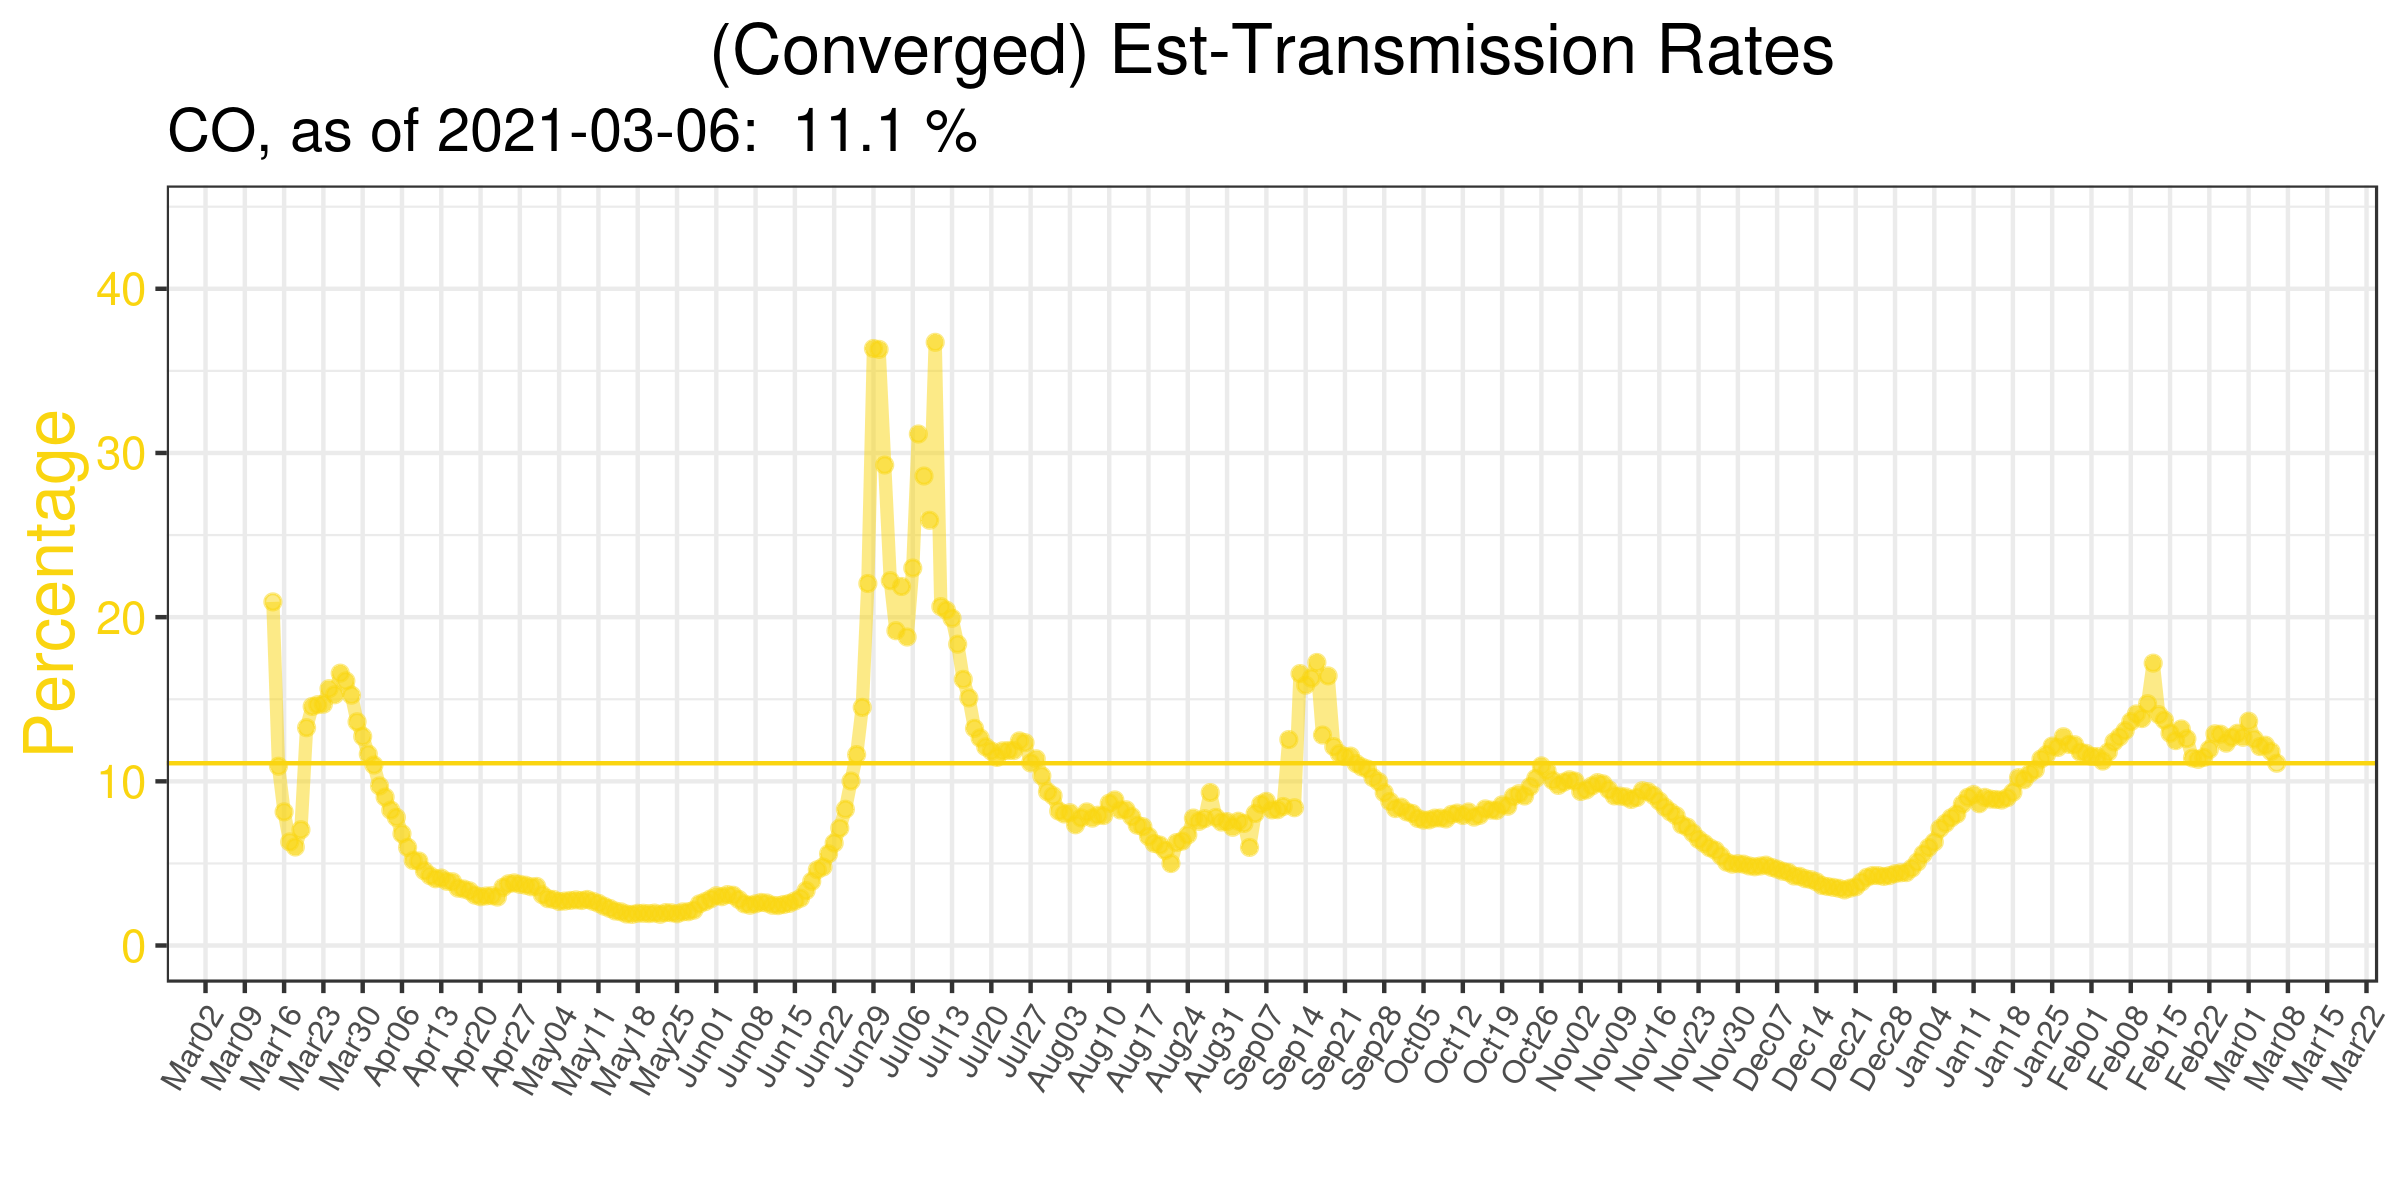 (Converged) Est-Transmission Rates
CO, as of 2021-03-06:  11.1 %
Percentage
40
30
20
10
0
Mar02
Mar09
Mar16
Mar23
Mar30
Apr06
Apr13
Apr20
Apr27
May04
May11
May18
May25
Jun01
Jun08
Jun15
Jun22
Jun29
Jul06
Jul13
Jul20
Jul27
Aug03
Aug10
Aug17
Aug24
Aug31
Sep07
Sep14
Sep21
Sep28
Oct05
Oct12
Oct19
Oct26
Nov02
Nov09
Nov16
Nov23
Nov30
Dec07
Dec14
Dec21
Dec28
Jan04
Jan11
Jan18
Jan25
Feb01
Feb08
Feb15
Feb22
Mar01
Mar08
Mar15
Mar22